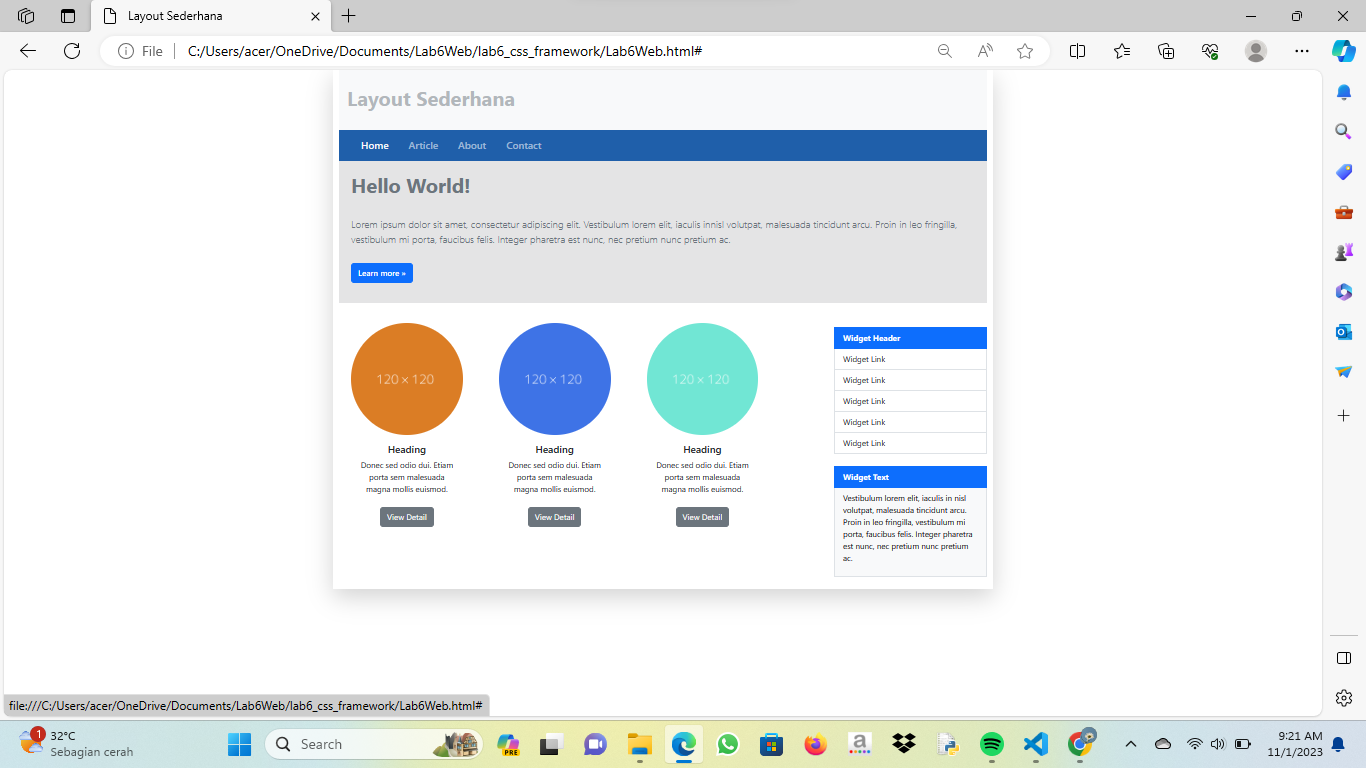 Layout Sederhana
File
C:/Users/acer/OneDrive/Documents/Lab6Web/lab6_css_framework/Lab6Web.html#
Layout Sederhana
Home Article About Contact
Hello World!
Lorem ipsum dolor sit amet, consectetur adipiscing elit. Vestibulum lorem elit, iaculis innisl volutpat, malesuada tincidunt arcu. Proin in leo fringilla,
vestibulum mi porta, faucibus felis. Integer pharetra est nunc, nec pretium nunc pretium ac.
Learn more »
120 × 120
Heading
Donec sed odio dui. Etiam
porta sem malesuada
magna mollis euismod.
View Detail
120 × 120
Heading
Donec sed odio dui. Etiam
porta sem malesuada
magna mollis euismod.
View Detail
120 × 120
Heading
Donec sed odio dui. Etiam
porta sem malesuada
magna mollis euismod.
View Detail
Widget Header
Widget Link
Widget Link
Widget Link
Widget Link
Widget Link
Widget Text
Vestibulum lorem elit, iaculis in nisl
volutpat, malesuada tincidunt arcu.
Proin in leo fringilla, vestibulum mi
porta, faucibus felis. Integer pharetra
est nunc, nec pretium nunc pretium
ac.
file:///C:/Users/acer/OneDrive/Documents/Lab6Web/lab6_css_framework/Lab6Web.html#
1
32°C
Sebagian cerah
Search
PRE
a
9:21 AM
11/1/2023